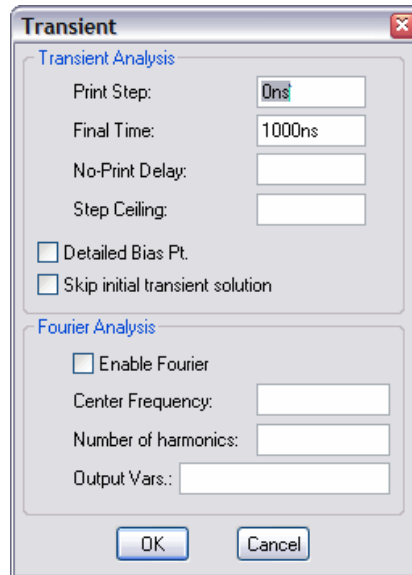 Transient
Transient Analysis
Print Step: 0ns
Final Time: 1000ns
No-Print Delay:
Step Ceiling:
Detailed Bias Pt.
Skip initial transient solution
Fourier Analysis
Enable Fourier
Center Frequency:
Number of harmonics:
Output Vars.:
OK Cancel